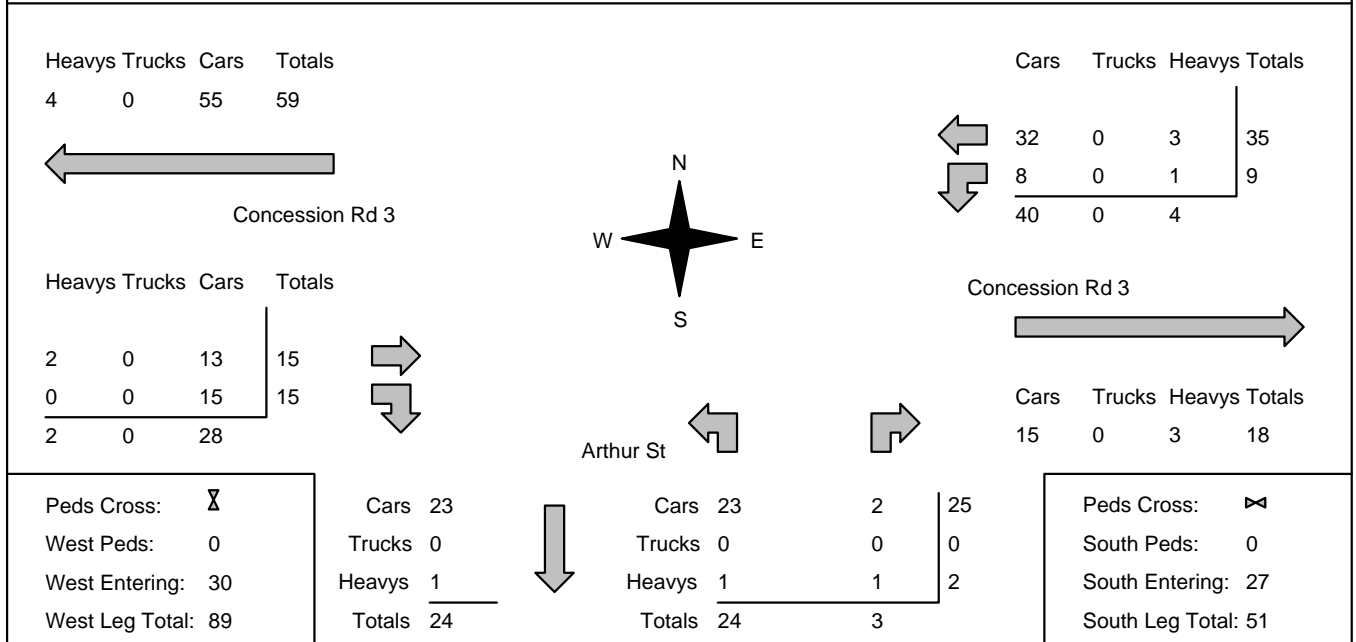 Heavys Trucks Cars Totals
4 0 55 59
Cars Trucks Heavys Totals
32 0 3 35
8 0 1 9
40 0 4
Concession Rd 3
N
W E
S
Heavys Trucks Cars Totals
2 0 13 15
0 0 15 15
2 0 28
Concession Rd 3
Cars Trucks Heavys Totals
15 0 3 18
Arthur St
Peds Cross:
West Peds: 0
West Entering: 30
West Leg Total: 89
Cars 23
Trucks 0
Heavys 1
Totals 24
Cars 23 2 25
Trucks 0 0 0
Heavys 1 1 2
Totals 24 3
Peds Cross:
South Peds: 0
South Entering: 27
South Leg Total: 51